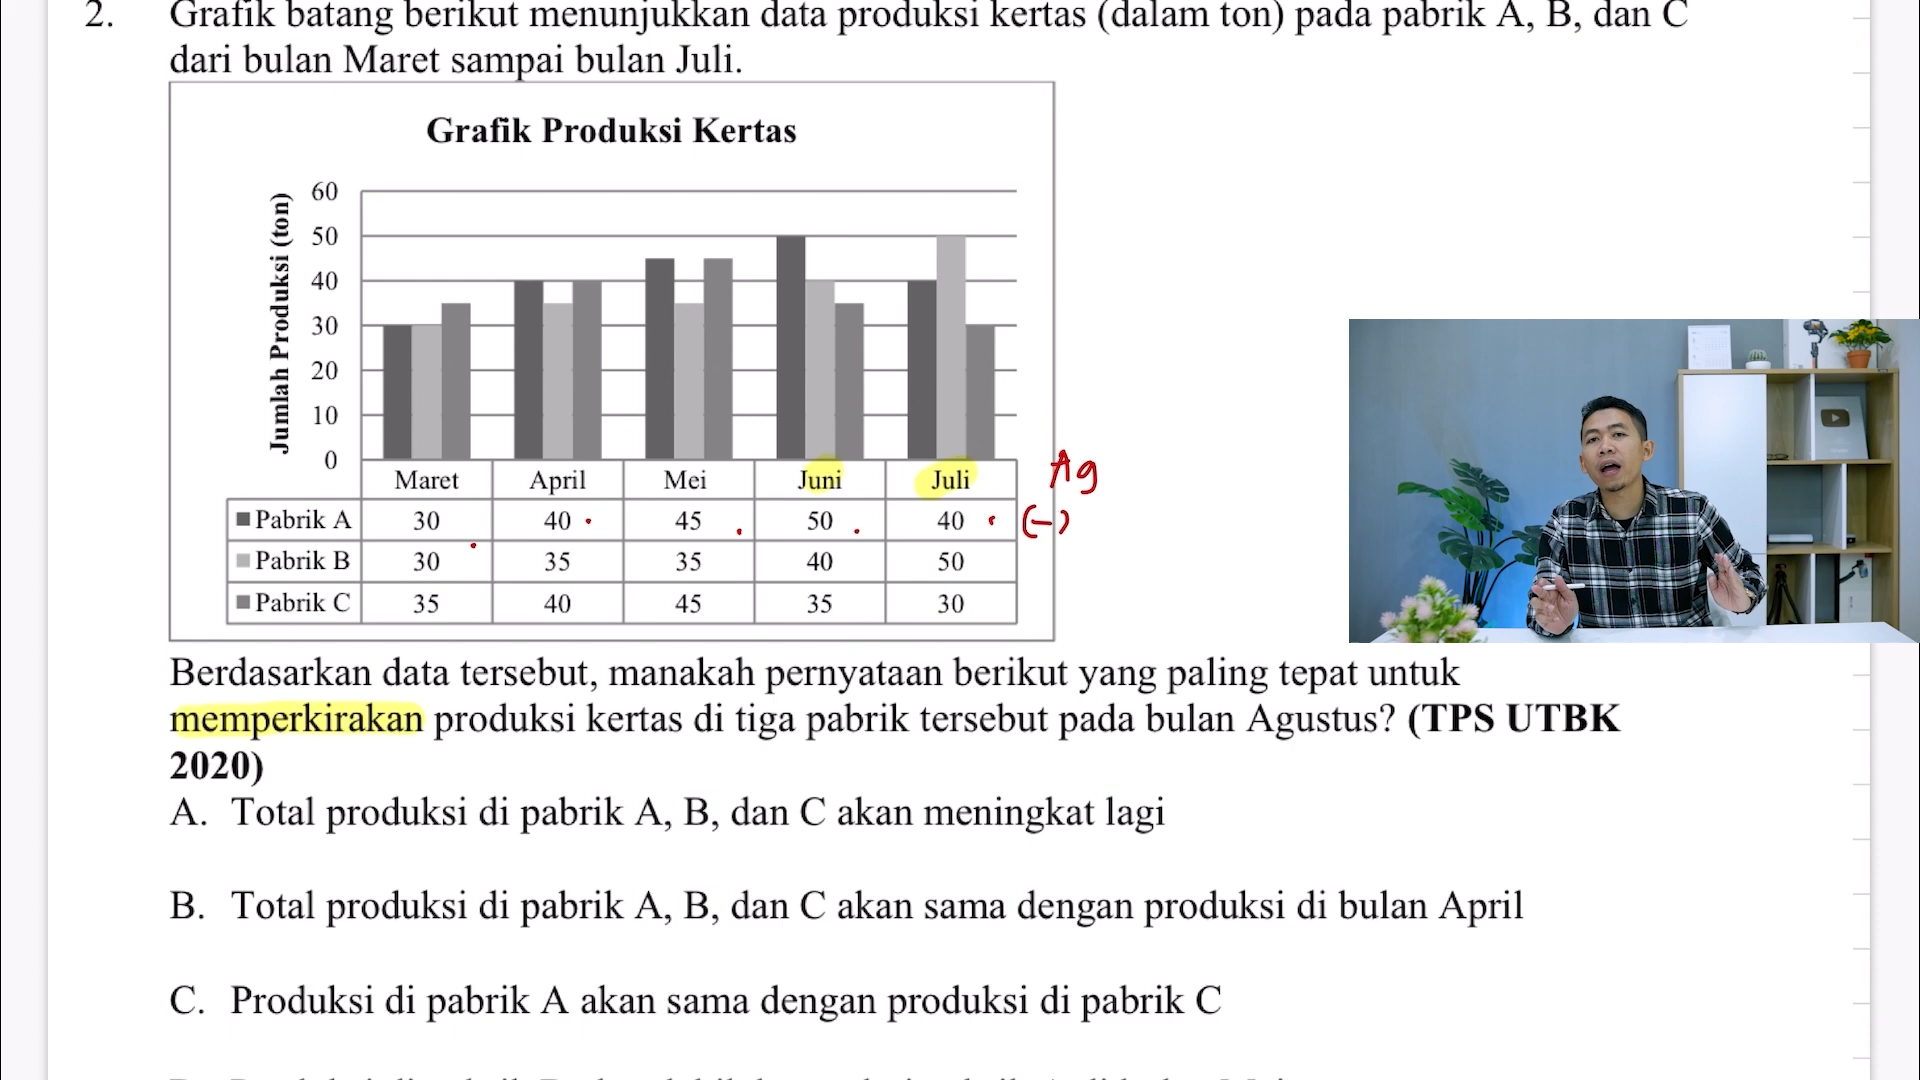 2. Grafik batang berikut menunjukkan data produksi kertas (dalam ton) pada pabrik A, B, dan C
dari bulan Maret sampai bulan Juli.
Grafik Produksi Kertas
Jumlah Produksi (ton)
60
50
40
30
20
10
0
Maret April Mei Juni Juli Ag
Pabrik A 30 40 45 50 40 (-)
Pabrik B 30 35 35 40 50
Pabrik C 35 40 45 35 30
Berdasarkan data tersebut, manakah pernyataan berikut yang paling tepat untuk
memperkirakan produksi kertas di tiga pabrik tersebut pada bulan Agustus? (TPS UTBK
2020)
A. Total produksi di pabrik A, B, dan C akan meningkat lagi
B. Total produksi di pabrik A, B, dan C akan sama dengan produksi di bulan April
C. Produksi di pabrik A akan sama dengan produksi di pabrik C